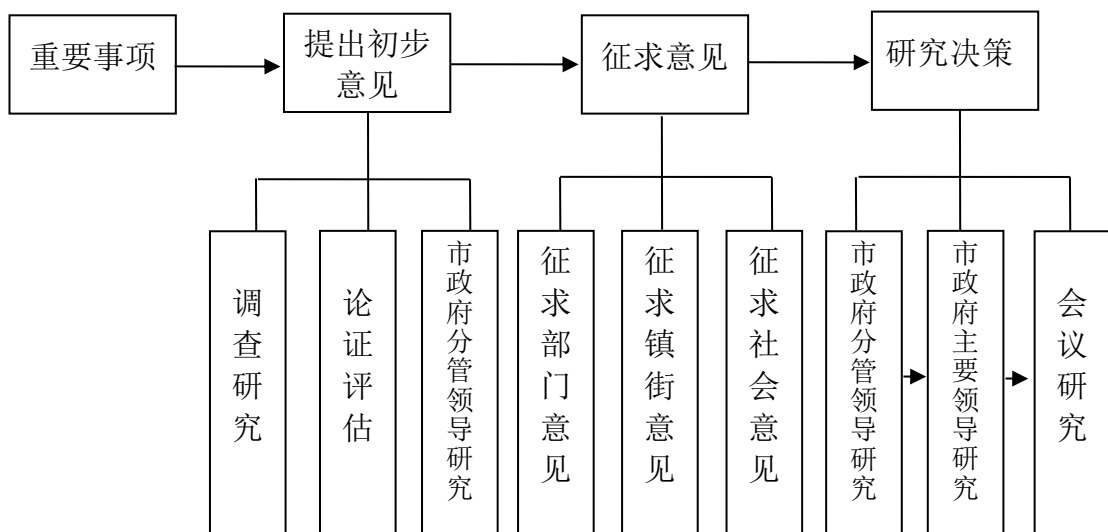 重要事项
提出初步
意见
征求意见
研究决策
调查研究
论证评估
市政府分管领导研究
征求部门意见
征求镇街意见
征求社会意见
市政府分管领导研究
市政府主要领导研究
会议研究